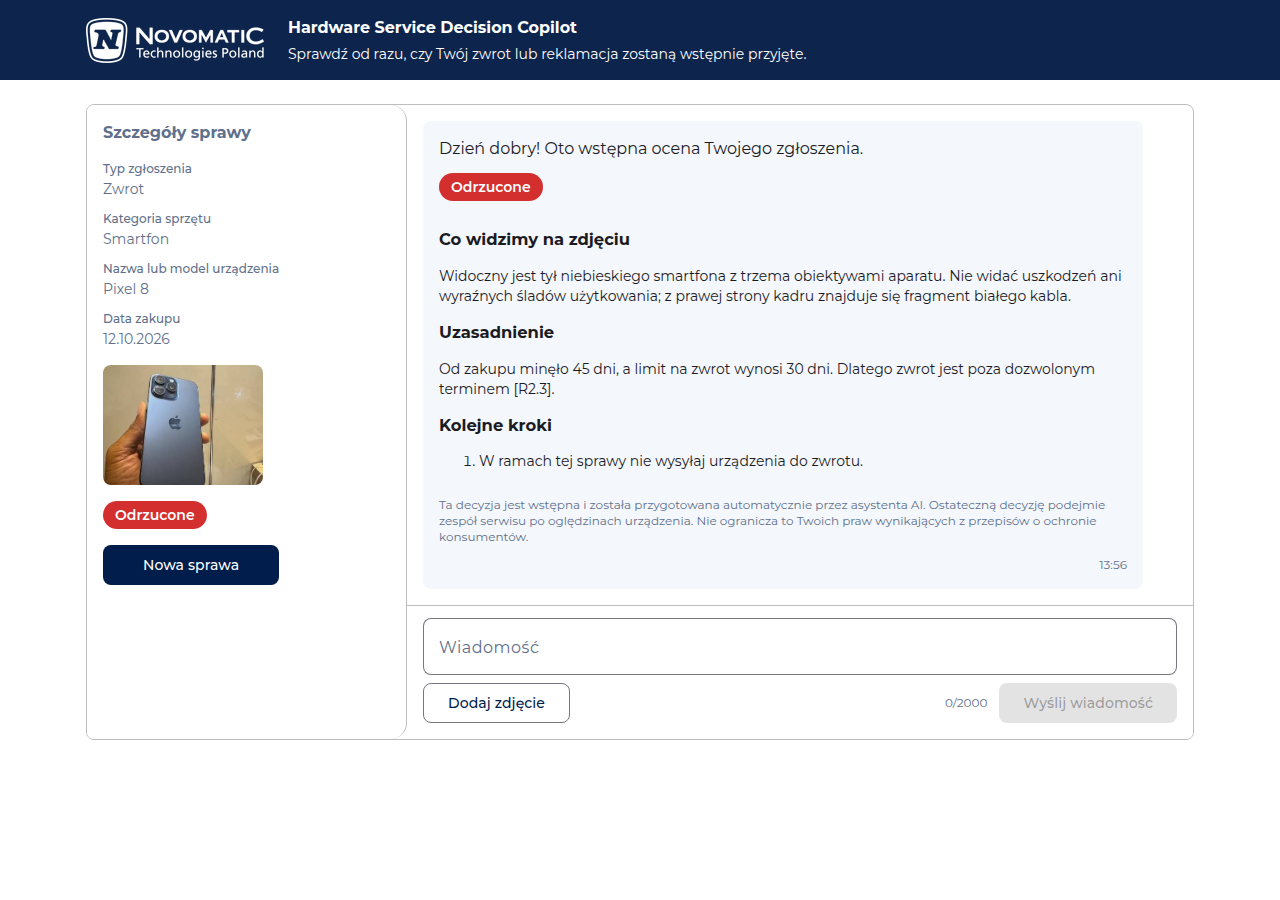 NOVOMATIC
Technologies Poland
Hardware Service Decision Copilot
Sprawdź od razu, czy Twój zwrot lub reklamacja zostaną wstępnie przyjęte.
Szczegóły sprawy
Typ zgłoszenia
Zwrot
Kategoria sprzętu
Smartfon
Nazwa lub model urządzenia
Pixel 8
Data zakupu
12.10.2026
Odrzucone
Nowa sprawa
Dzień dobry! Oto wstępna ocena Twojego zgłoszenia.
Odrzucone
Co widzimy na zdjęciu
Widoczny jest tył niebieskiego smartfona z trzema obiektywami aparatu. Nie widać uszkodzeń ani
wyraźnych śladów użytkowania; z prawej strony kadru znajduje się fragment białego kabla.
Uzasadnienie
Od zakupu minęło 45 dni, a limit na zwrot wynosi 30 dni. Dlatego zwrot jest poza dozwolonym
terminem [R2.3].
Kolejne kroki
1. W ramach tej sprawy nie wysyłaj urządzenia do zwrotu.
Ta decyzja jest wstępna i została przygotowana automatycznie przez asystenta AI. Ostateczną decyzję podejmie
zespół serwisu po oględzinach urządzenia. Nie ogranicza to Twoich praw wynikających z przepisów o ochronie
konsumentów.
13:56
Wiadomość
Dodaj zdjęcie
0/2000
Wyślij wiadomość